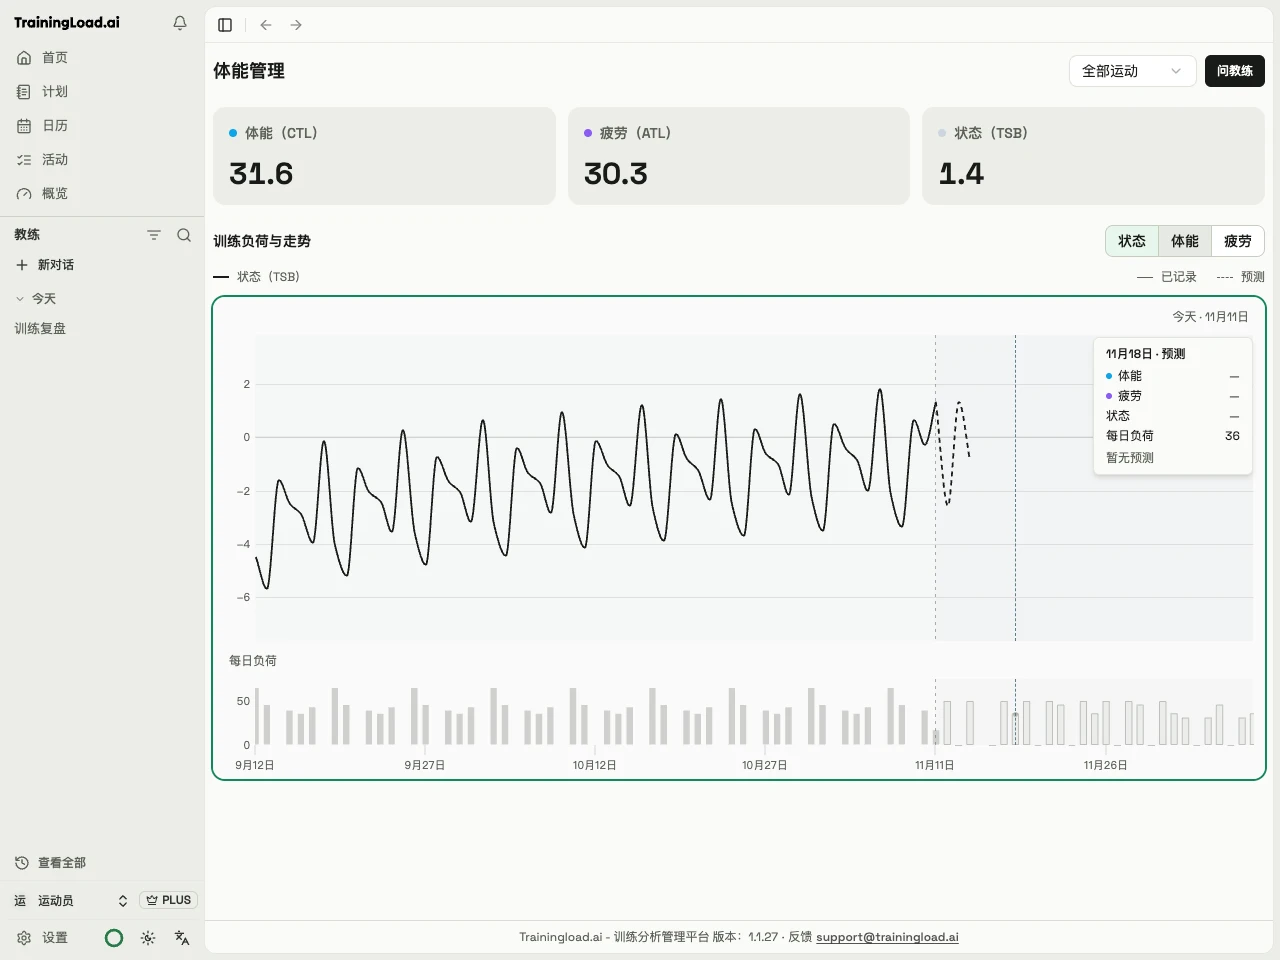 TrainingLoad.ai
首页
计划
日历
活动
概览
教练
新对话
今天
训练复盘
查看全部
运 运动员 PLUS
设置
体能管理
全部运动
问教练
体能（CTL）
31.6
疲劳（ATL）
30.3
状态（TSB）
1.4
训练负荷与走势
状态 体能 疲劳
状态（TSB）
已记录 预测
今天 · 11月11日
11月18日 · 预测
体能 —
疲劳 —
状态 —
每日负荷 36
暂无预测
2
0
−2
−4
−6
每日负荷
50
0
9月12日 9月27日 10月12日 10月27日 11月11日 11月26日
Trainingload.ai - 训练分析管理平台 版本：1.1.27 · 反馈 support@trainingload.ai